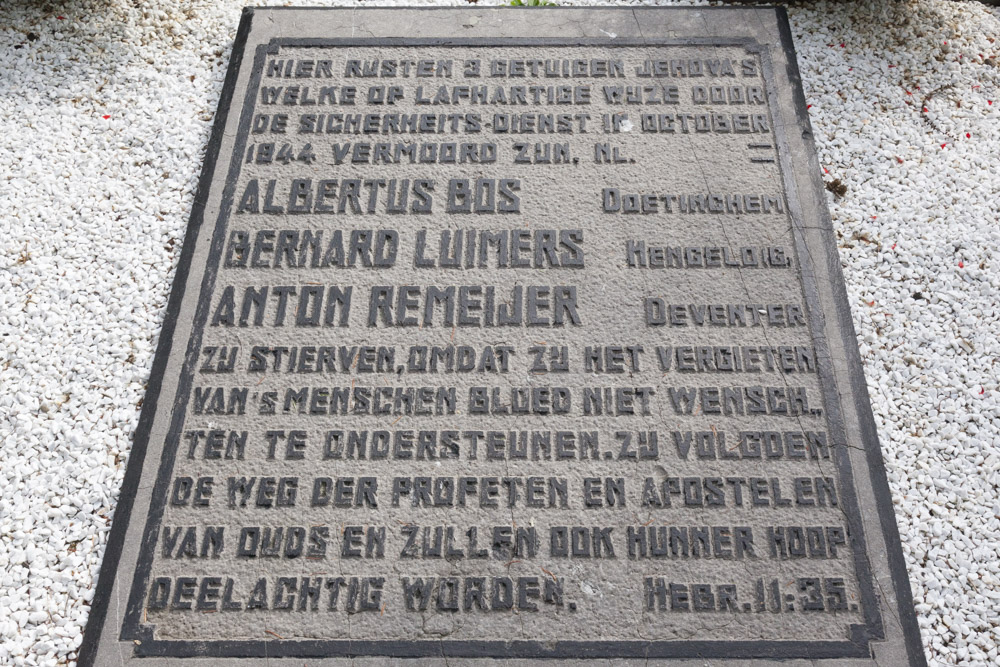 HIER RUSTEN 3 GETUIGEN JEHOVA'S
WELKE OP LAFHARTIGE WIJZE DOOR
DE SICHERHEITS-DIENST IN OCTOBER
1944 VERMOORD ZIJN. NL. =
ALBERTUS BOS DOETINCHEM
BERNARD LUIMERS HENGELO(G.
ANTON REMEIJER DEVENTER
ZIJ STIERVEN, OMDAT ZIJ HET VERGIETEN
VAN 'S MENSCHEN BLOED NIET WENSCH..
TEN TE ONDERSTEUNEN. ZIJ VOLGDEN
DE WEG DER PROFETEN EN APOSTELEN
VAN OUDS EN ZULLEN OOK HUNNER HOOP
DEELACHTIG WORDEN. HEBR. 11:35.